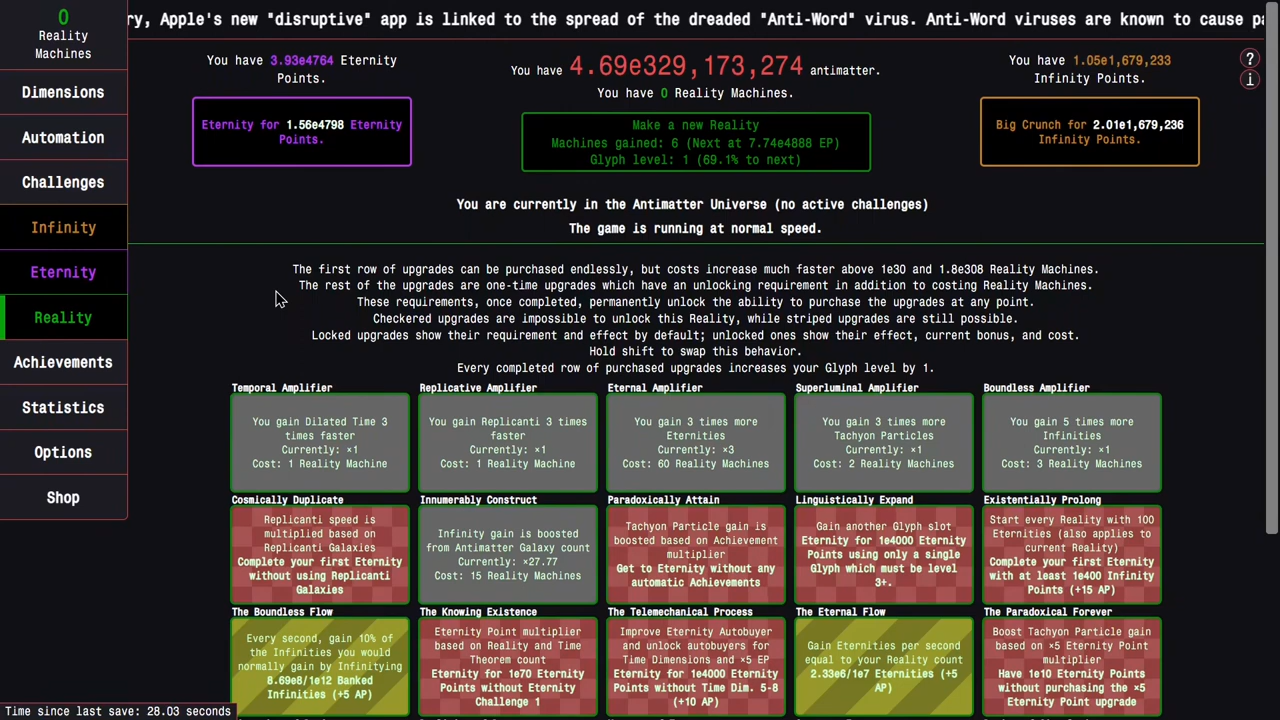 0
Reality
Machines
ry, Apple's new "disruptive" app is linked to the spread of the dreaded "Anti-Word" virus. Anti-Word viruses are known to cause pa
You have 3.93e4764 Eternity
Points.
You have 4.69e329,173,274 antimatter.
You have 0 Reality Machines.
You have 1.05e1,679,233
Infinity Points.
?
i
Eternity for 1.56e4798 Eternity
Points.
Make a new Reality
Machines gained: 6 (Next at 7.74e4888 EP)
Glyph level: 1 (69.1% to next)
Big Crunch for 2.01e1,679,236
Infinity Points.
Dimensions
Automation
Challenges
Infinity
Eternity
Reality
Achievements
Statistics
Options
Shop
You are currently in the Antimatter Universe (no active challenges)
The game is running at normal speed.
The first row of upgrades can be purchased endlessly, but costs increase much faster above 1e30 and 1.8e308 Reality Machines.
The rest of the upgrades are one-time upgrades which have an unlocking requirement in addition to costing Reality Machines.
These requirements, once completed, permanently unlock the ability to purchase the upgrades at any point.
Checkered upgrades are impossible to unlock this Reality, while striped upgrades are still possible.
Locked upgrades show their requirement and effect by default; unlocked ones show their effect, current bonus, and cost.
Hold shift to swap this behavior.
Every completed row of purchased upgrades increases your Glyph level by 1.
Temporal Amplifier
You gain Dilated Time 3
times faster
Currently: ×1
Cost: 1 Reality Machine
Replicative Amplifier
You gain Replicanti 3 times
faster
Currently: ×1
Cost: 1 Reality Machine
Eternal Amplifier
You gain 3 times more
Eternities
Currently: ×3
Cost: 60 Reality Machines
Superluminal Amplifier
You gain 3 times more
Tachyon Particles
Currently: ×1
Cost: 2 Reality Machines
Boundless Amplifier
You gain 5 times more
Infinities
Currently: ×1
Cost: 3 Reality Machines
Cosmically Duplicate
Replicanti speed is
multiplied based on
Replicanti Galaxies
Complete your first Eternity
without using Replicanti
Galaxies
Innumerably Construct
Infinity gain is boosted
from Antimatter Galaxy count
Currently: ×27.77
Cost: 15 Reality Machines
Paradoxically Attain
Tachyon Particle gain is
boosted based on Achievement
multiplier
Get to Eternity without any
automatic Achievements
Linguistically Expand
Gain another Glyph slot
Eternity for 1e4000 Eternity
Points using only a single
Glyph which must be level
3+.
Existentially Prolong
Start every Reality with 100
Eternities (also applies to
current Reality)
Complete your first Eternity
with at least 1e400 Infinity
Points (+15 AP)
The Boundless Flow
Every second, gain 10% of
the Infinities you would
normally gain by Infinitying
8.69e8/1e12 Banked
Infinities (+5 AP)
The Knowing Existence
Eternity Point multiplier
based on Reality and Time
Theorem count
Eternity for 1e70 Eternity
Points without Eternity
Challenge 1
The Telemechanical Process
Improve Eternity Autobuyer
and unlock autobuyers for
Time Dimensions and ×5 EP
Eternity for 1e4000 Eternity
Points without Time Dim. 5-8
(+10 AP)
The Eternal Flow
Gain Eternities per second
equal to your Reality count
2.33e6/1e7 Eternities (+5
AP)
The Paradoxical Forever
Boost Tachyon Particle gain
based on ×5 Eternity Point
multiplier
Have 1e10 Eternity Points
without purchasing the ×5
Eternity Point upgrade
Time since last save: 28.03 seconds